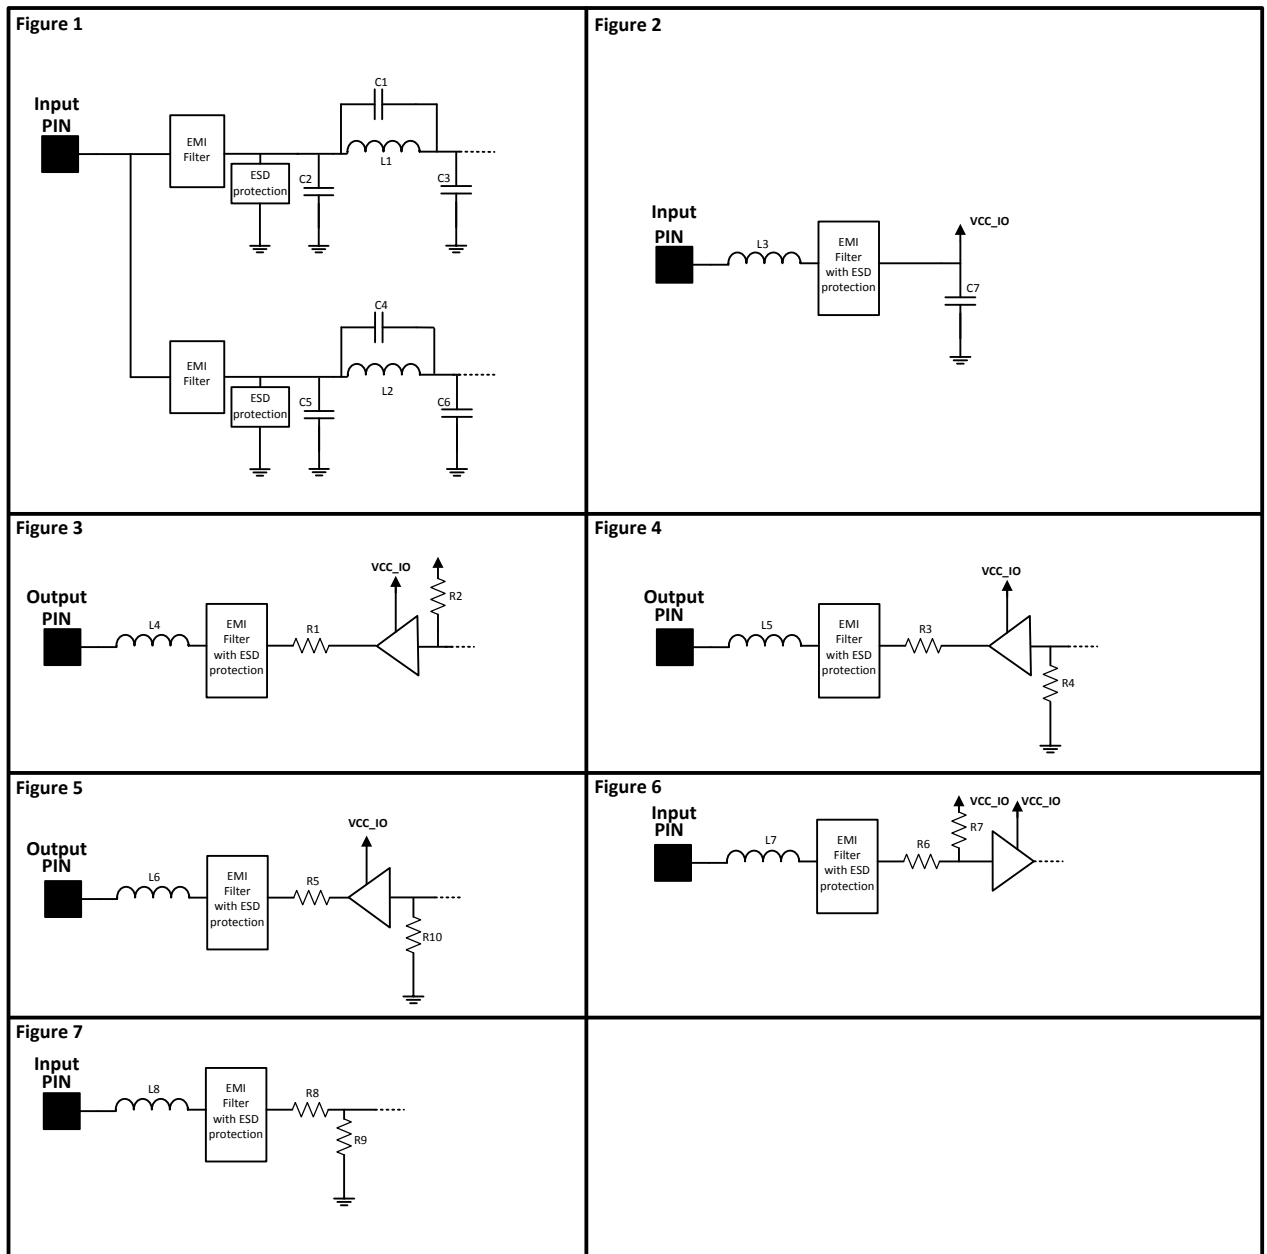 Figure 1
C1
Input
PIN
EMI
Filter
L1
ESD
protection
C2
C3
C4
EMI
Filter
L2
ESD
protection
C5
C6
Figure 2
Input
PIN
L3
EMI
Filter
with ESD
protection
VCC_IO
C7
Figure 3
VCC_IO
R2
Output
PIN
L4
EMI
Filter
with ESD
protection
R1
Figure 4
VCC_IO
Output
PIN
L5
EMI
Filter
with ESD
protection
R3
R4
Figure 5
VCC_IO
Output
PIN
L6
EMI
Filter
with ESD
protection
R5
R10
Figure 6
VCC_IO VCC_IO
Input
PIN
L7
EMI
Filter
with ESD
protection
R6
R7
Figure 7
Input
PIN
L8
EMI
Filter
with ESD
protection
R8
R9